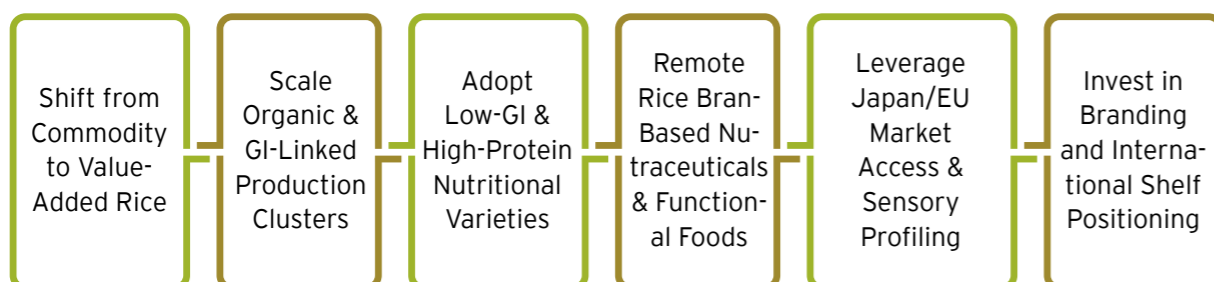 Shift from
Commodity
to Value-
Added Rice
Scale
Organic &
GI-Linked
Production
Clusters
Adopt
Low-GI &
High-Protein
Nutritional
Varieties
Remote
Rice Bran-
Based Nu-
traceuticals
& Function-
al Foods
Leverage
Japan/EU
Market
Access &
Sensory
Profiling
Invest in
Branding
and Interna-
tional Shelf
Positioning